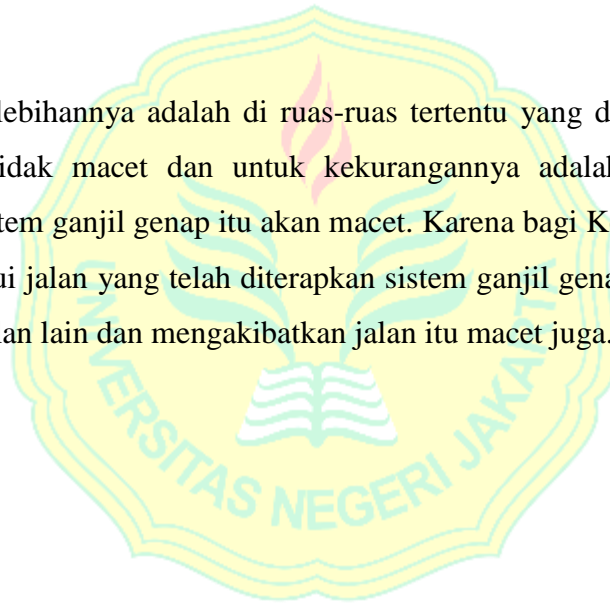 lebihannya adalah di ruas-ruas tertentu yang d
idak macet dan untuk kekurangannya adalah
tem ganjil genap itu akan macet. Karena bagi K
ui jalan yang telah diterapkan sistem ganjil gena
an lain dan mengakibatkan jalan itu macet juga.
UNIVERSITAS NEGERI JAKARTA